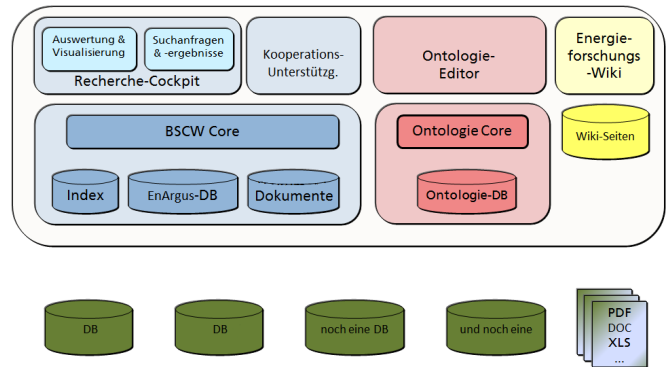 Auswertung &
Visualisierung
Suchanfragen
& -ergebnisse
Recherche-Cockpit
Kooperations-
Unterstützg.
Ontologie-
Editor
Energie-
forschungs
-Wiki
BSCW Core
Ontologie Core
Wiki-Seiten
Index
EnArgus-DB
Dokumente
Ontologie-DB
DB
DB
noch eine DB
und noch eine
PDF
DOC
XLS
...